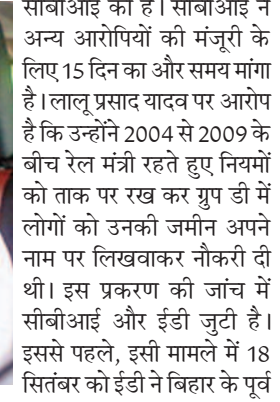 सीबीआई को है। सीबीआई ने
अन्य आरोपियों की मंजूरी के
लिए 15 दिन का और समय मांगा
है। लालू प्रसाद यादव पर आरोप
है कि उन्होंने 2004 से 2009 के
बीच रेल मंत्री रहते हुए नियमों
को ताक पर रख कर ग्रुप डी में
लोगों को उनकी जमीन अपने
नाम पर लिखवाकर नौकरी दी
थी। इस प्रकरण की जांच में
सीबीआई और ईडी जुटी है।
इससे पहले, इसी मामले में 18
सितंबर को ईडी ने बिहार के पूर्व